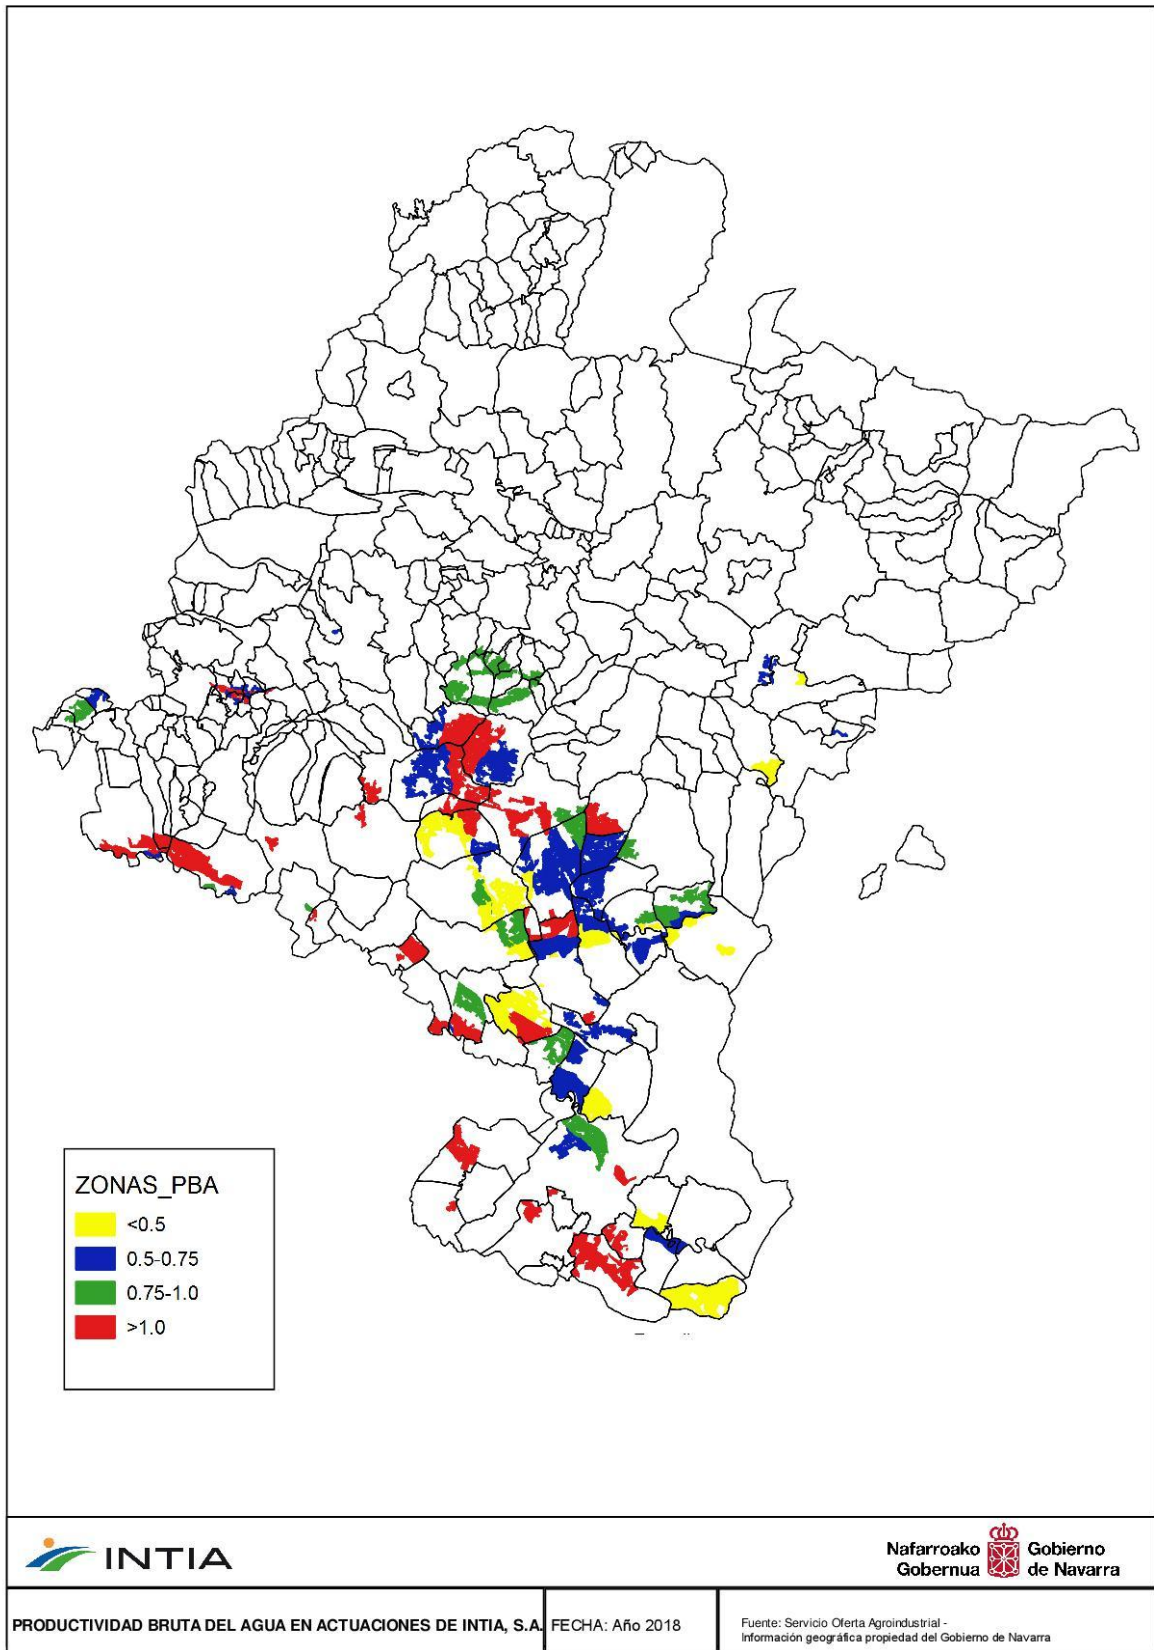 ZONAS_PBA
<0.5
0.5-0.75
0.75-1.0
>1.0
INTIA
Nafarroako
Gobernua
Gobierno
de Navarra
PRODUCTIVIDAD BRUTA DEL AGUA EN ACTUACIONES DE INTIA, S.A.
FECHA: Año 2018
Fuente: Servicio Oferta Agroindustrial -
Información geográfica propiedad del Gobierno de Navarra